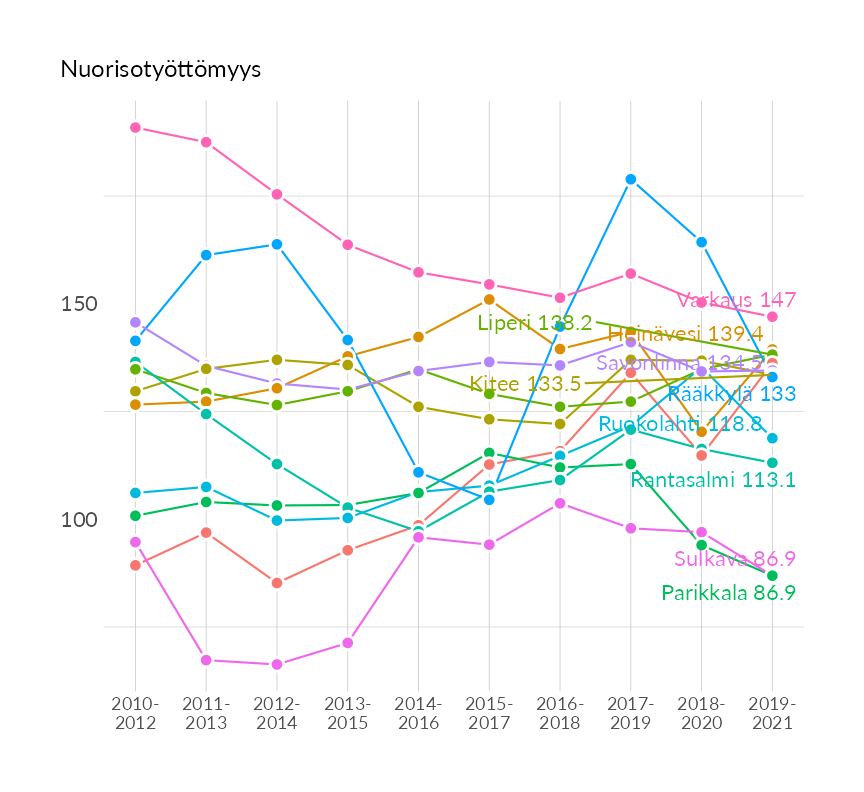 Nuorisotyöttömyys
Varkaus 147
150
Liperi 138.2
Heinävesi 139.4
Savonlinna 134.5
Kitee 133.5
Rääkkylä 133
Ruokolahti 118.8
Rantasalmi 113.1
100
Sulkava 86.9
Parikkala 86.9
2010-
2012
2011-
2013
2012-
2014
2013-
2015
2014-
2016
2015-
2017
2016-
2018
2017-
2019
2018-
2020
2019-
2021